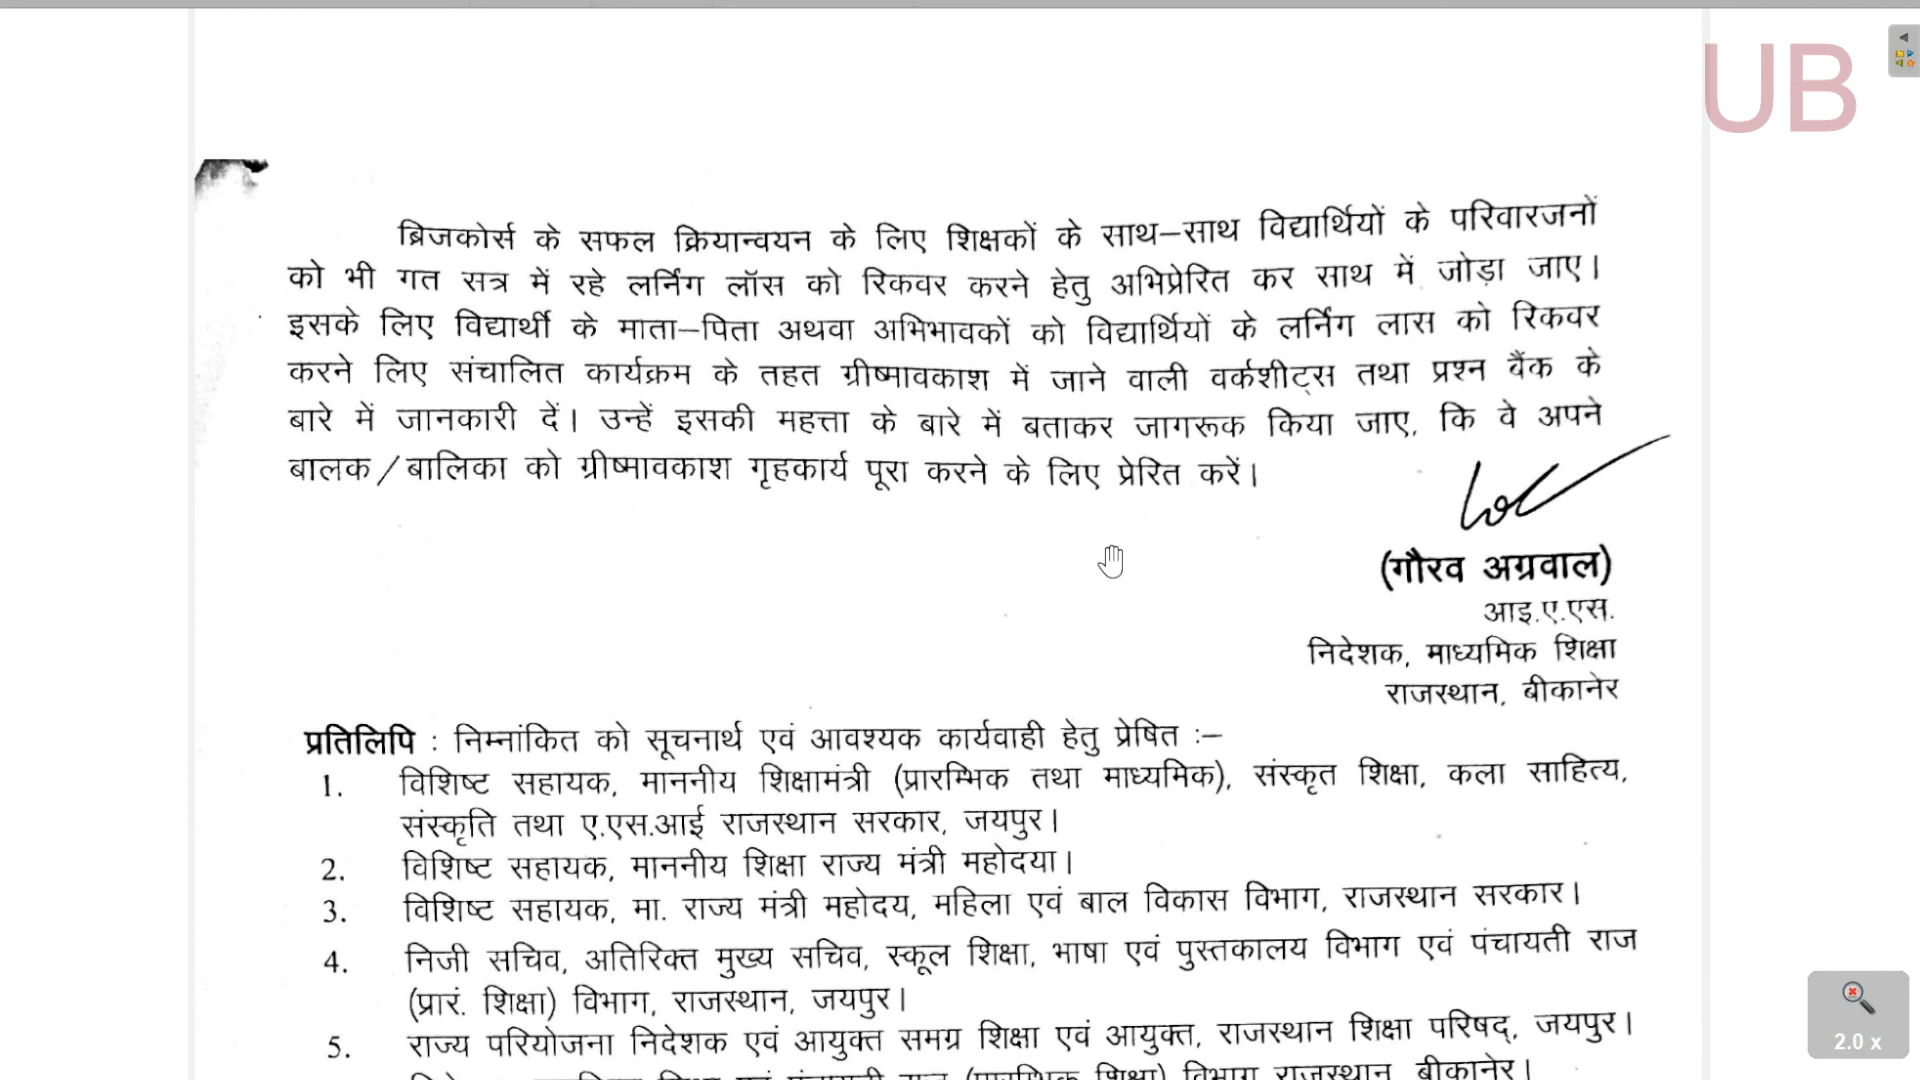 UB
ब्रिजकोर्स के सफल क्रियान्वयन के लिए शिक्षकों के साथ–साथ विद्यार्थियों के परिवारजनों
को भी गत सत्र में रहे लर्निंग लॉस को रिकवर करने हेतु अभिप्रेरित कर साथ में जोड़ा जाए।
इसके लिए विद्यार्थी के माता–पिता अथवा अभिभावकों को विद्यार्थियों के लर्निंग लास को रिकवर
करने लिए संचालित कार्यक्रम के तहत ग्रीष्मावकाश में जाने वाली वर्कशीट्स तथा प्रश्न बैंक के
बारे में जानकारी दें। उन्हें इसकी महत्ता के बारे में बताकर जागरूक किया जाए, कि वे अपने
बालक/बालिका को ग्रीष्मावकाश गृहकार्य पूरा करने के लिए प्रेरित करें।
(गौरव अग्रवाल)
आइ.ए.एस.
निदेशक, माध्यमिक शिक्षा
राजस्थान, बीकानेर
प्रतिलिपि : निम्नांकित को सूचनार्थ एवं आवश्यक कार्यवाही हेतु प्रेषित :–
1. विशिष्ट सहायक, माननीय शिक्षामंत्री (प्रारम्भिक तथा माध्यमिक), संस्कृत शिक्षा, कला साहित्य,
संस्कृति तथा ए.एस.आई राजस्थान सरकार, जयपुर।
2. विशिष्ट सहायक, माननीय शिक्षा राज्य मंत्री महोदया।
3. विशिष्ट सहायक, मा. राज्य मंत्री महोदय, महिला एवं बाल विकास विभाग, राजस्थान सरकार।
4. निजी सचिव, अतिरिक्त मुख्य सचिव, स्कूल शिक्षा, भाषा एवं पुस्तकालय विभाग एवं पंचायती राज
(प्रारं. शिक्षा) विभाग, राजस्थान, जयपुर।
5. राज्य परियोजना निदेशक एवं आयुक्त समग्र शिक्षा एवं आयुक्त, राजस्थान शिक्षा परिषद्, जयपुर।
(प्रारम्भिक शिक्षा) विभाग राजस्थान, बीकानेर।
2.0 x